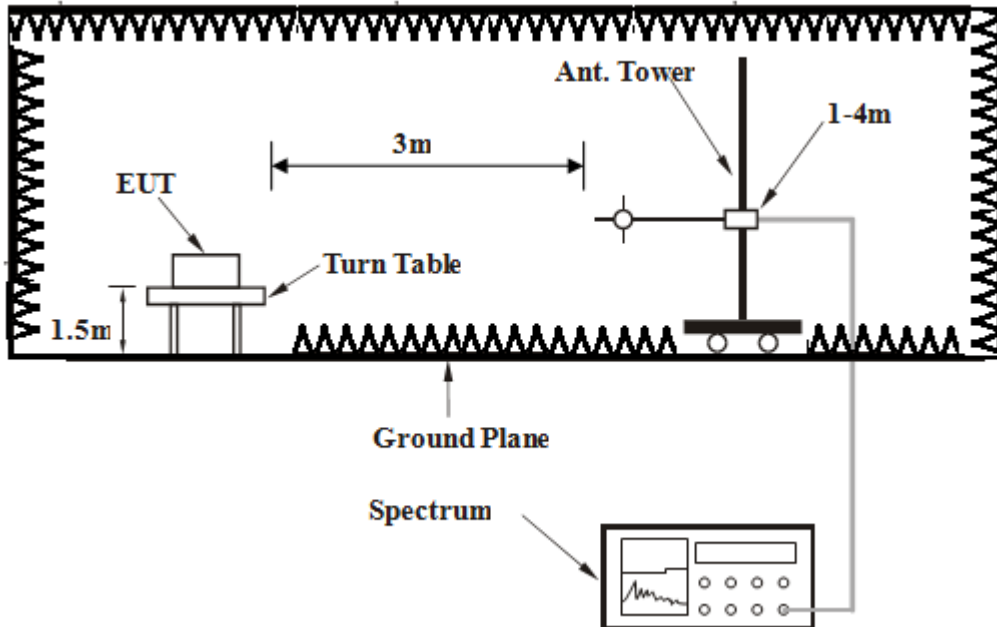 Ant. Tower
1-4m
3m
EUT
Turn Table
1.5m
Ground Plane
Spectrum